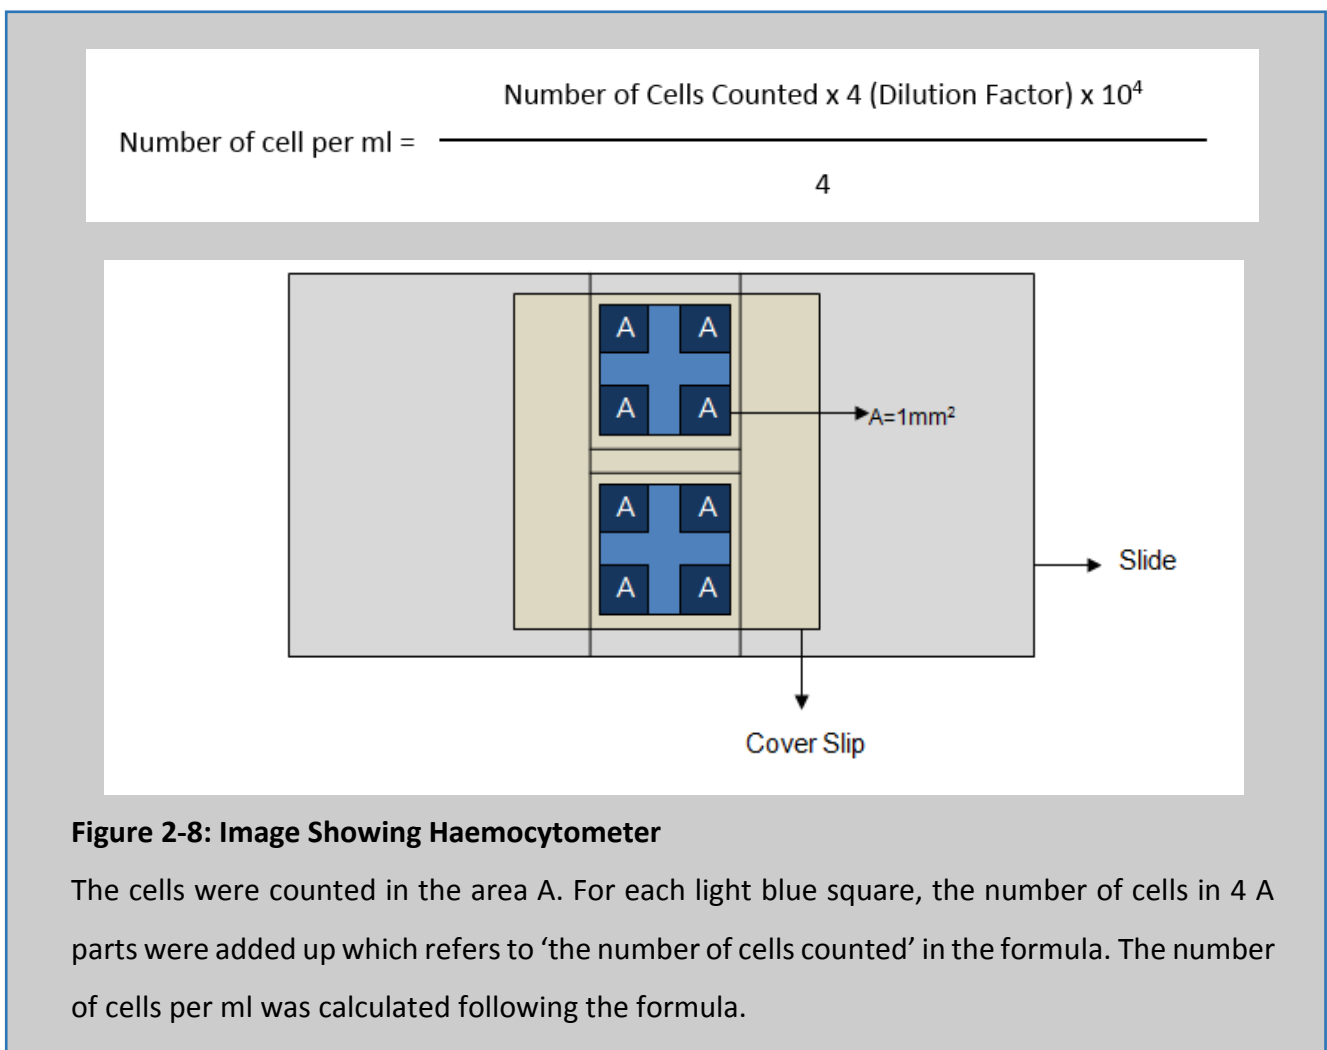 Number of Cells Counted x 4 (Dilution Factor) x 10⁴
Number of cell per ml =
4
A A
A A
A=1mm²
A A
A A
Slide
Cover Slip
Figure 2-8: Image Showing Haemocytometer
The cells were counted in the area A. For each light blue square, the number of cells in 4 A
parts were added up which refers to ‘the number of cells counted’ in the formula. The number
of cells per ml was calculated following the formula.